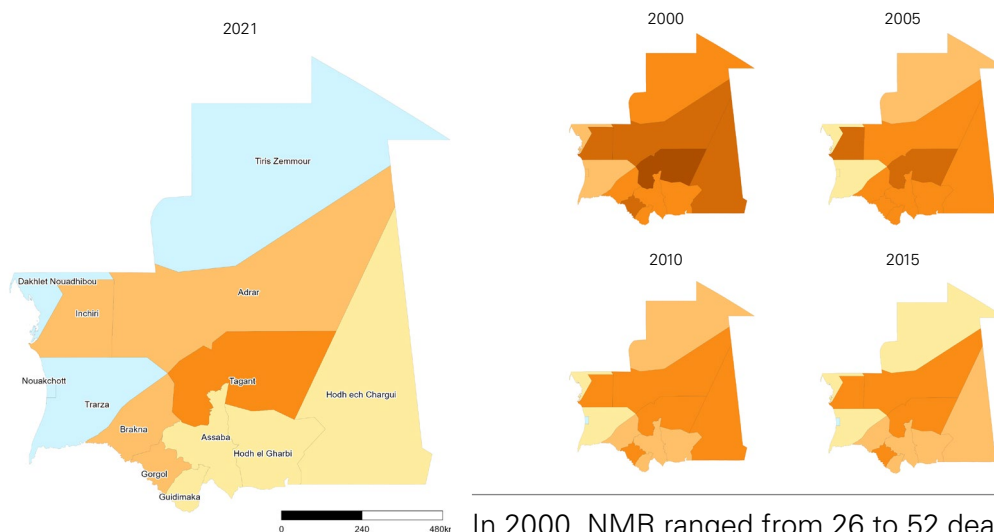 2021
Tiris Zemmour
Dakhlet Nouadhibou
Adrar
Inchiri
Nouakchott
Tagant
Hodh ech Chargui
Trarza
Brakna
Assaba
Hodh el Gharbi
Gorgol
Guidimaka
0 240 480k
2000
2005
2010
2015
In 2000, NMR ranged from 26 to 52 dea